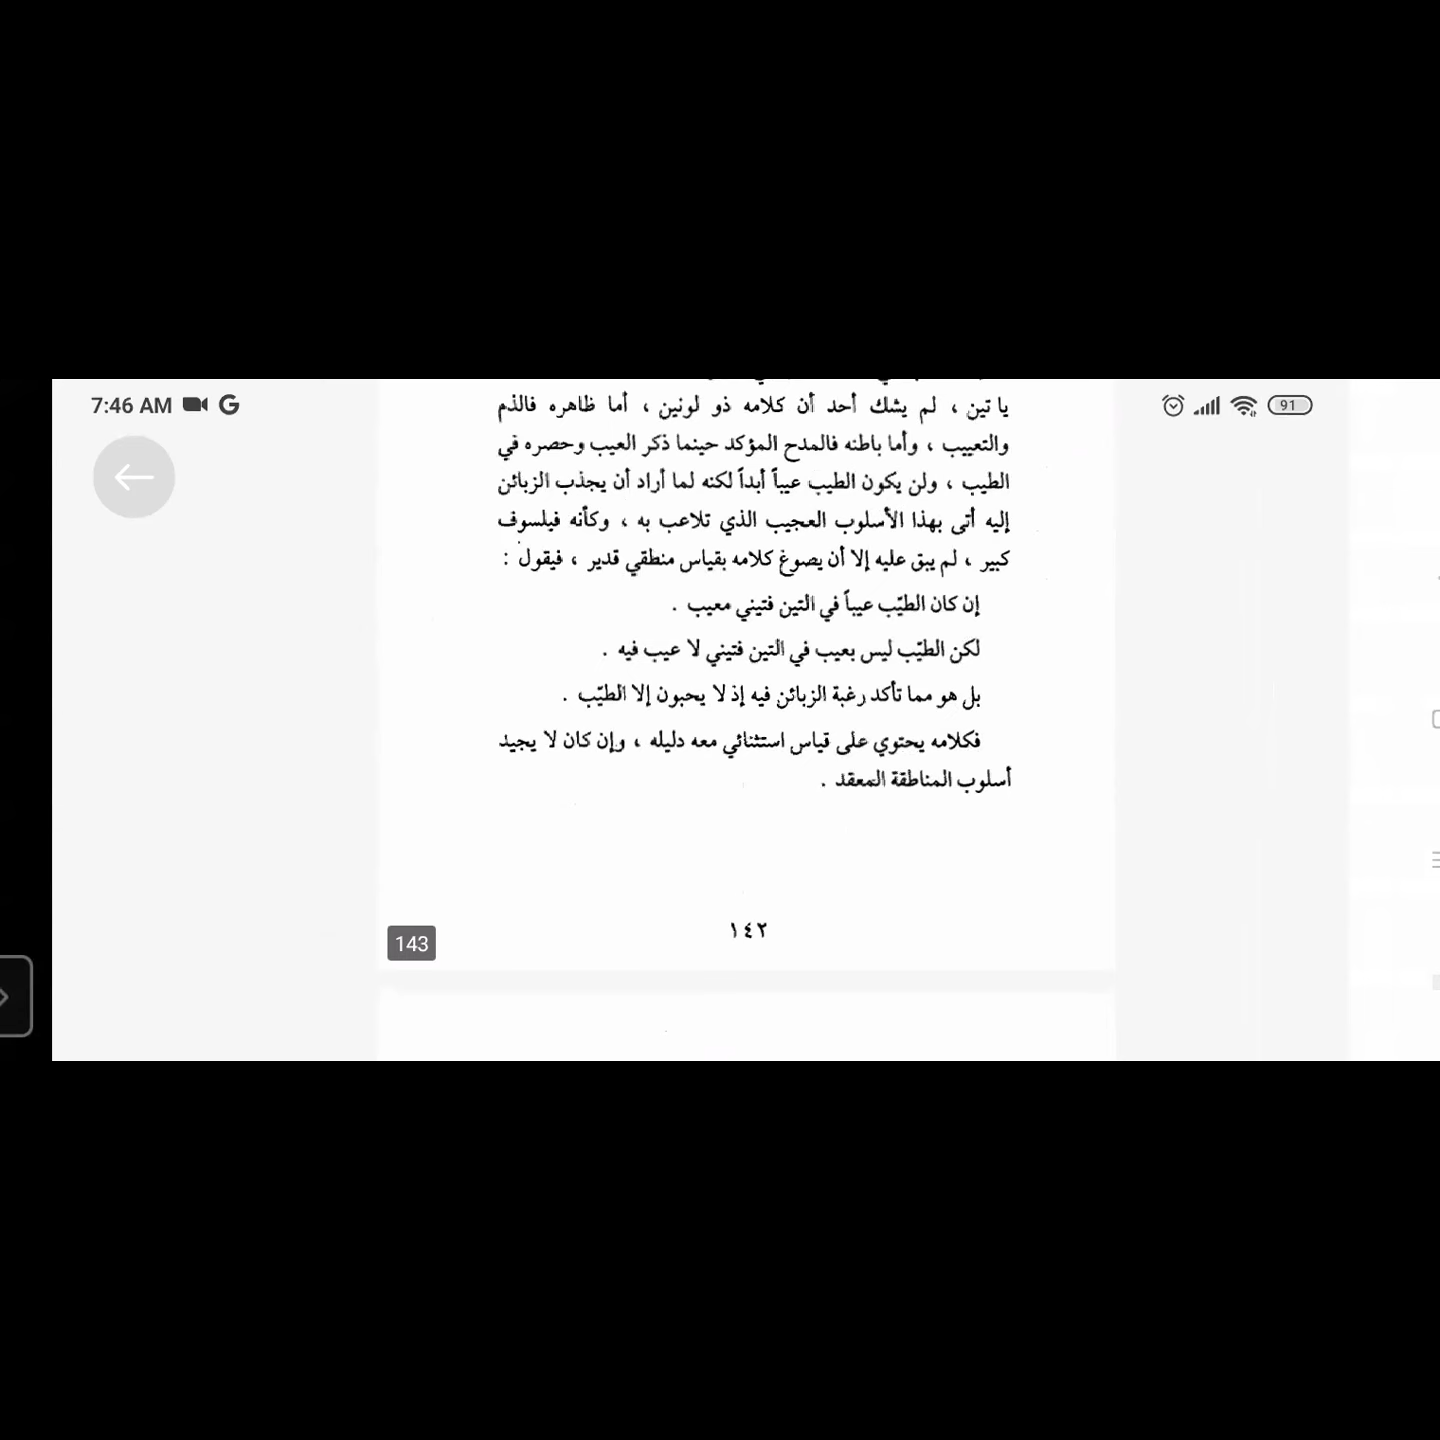 7:46 AM
91
يا تين ، لم يشك أحد أن كلامه ذو لونين ، أما ظاهره فالذم
والتعييب ، وأما باطنه فالمدح المؤكد حينما ذكر العيب وحصره في
الطيب ، ولن يكون الطيب عيباً أبداً لكنه لما أراد أن يجذب الزبائن
إليه أتى بهذا الأسلوب العجيب الذي تلاعب به ، وكأنه فيلسوف
كبير ، لم يبق عليه إلا أن يصوغ كلامه بقياس منطقي قدير ، فيقول :
إن كان الطيّب عيباً في التين فتيني معيب .
لكن الطيّب ليس بعيب في التين فتيني لا عيب فيه .
بل هو مما تأكد رغبة الزبائن فيه إذ لا يحبون إلا الطيّب .
فكلامه يحتوي على قياس استثنائي معه دليله ، وإن كان لا يجيد
أسلوب المناطقة المعقد .
١٤٢
143